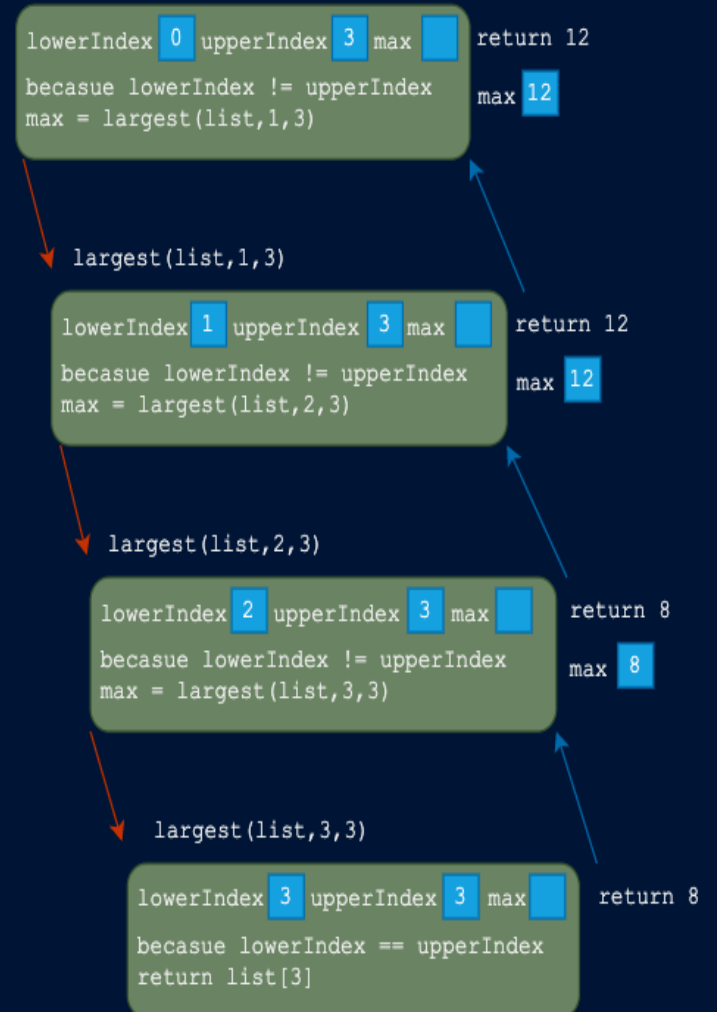 lowerIndex 0 upperIndex 3 max return 12
becasue lowerIndex != upperIndex
max = largest(list,1,3)
max 12
largest(list,1,3)
lowerIndex 1 upperIndex 3 max return 12
becasue lowerIndex != upperIndex
max = largest(list,2,3)
max 12
largest(list,2,3)
lowerIndex 2 upperIndex 3 max return 8
becasue lowerIndex != upperIndex
max = largest(list,3,3)
max 8
largest(list,3,3)
lowerIndex 3 upperIndex 3 max return 8
becasue lowerIndex == upperIndex
return list[3]